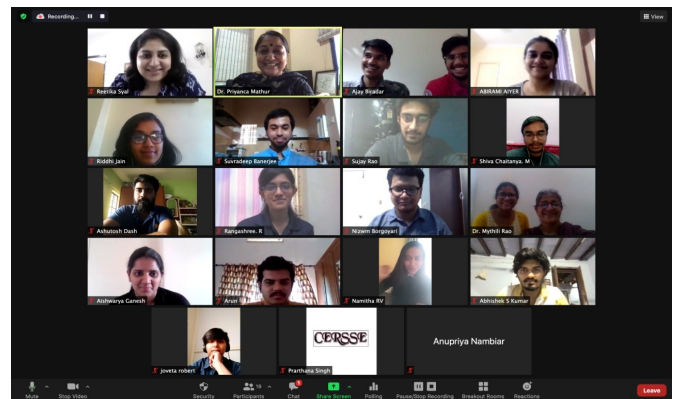 Recording...
View
Reetika Syal
Dr. Priyanca Mathur
Ajay Biradar
ABIRAMI AIYER
Riddhi Jain
Suvradeep Banerjee
Sujay Rao
Shiva Chaitanya. M
Ashutosh Dash
Rangashree. R
Nizwm Borgoyari
Dr. Mythili Rao
Aishwarya Ganesh
Arun
Namitha RV
Abhishek S Kumar
joveta robert
CERSSE
Prarthana Singh
Anupriya Nambiar
Mute
Stop Video
Security
Participants
Chat
Share Screen
Polling
Pause/Stop Recording
Breakout Rooms
Reactions
Leave